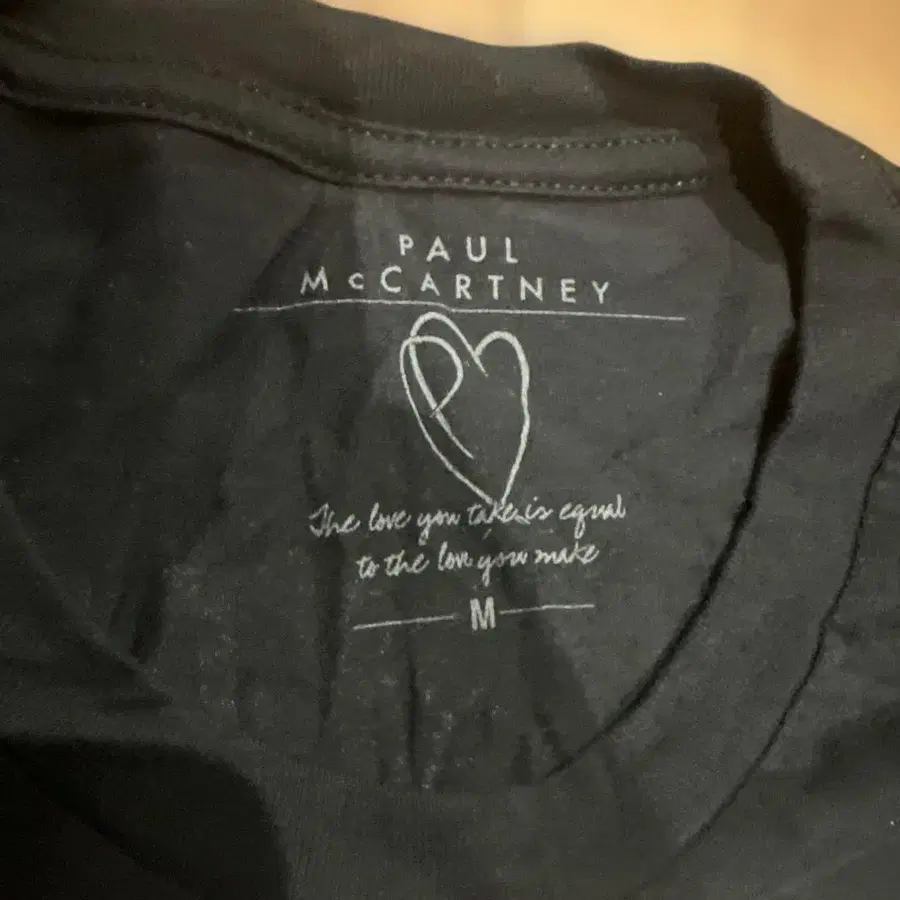 PAUL
McCARTNEY
The love you take is equal
to the love you make
M